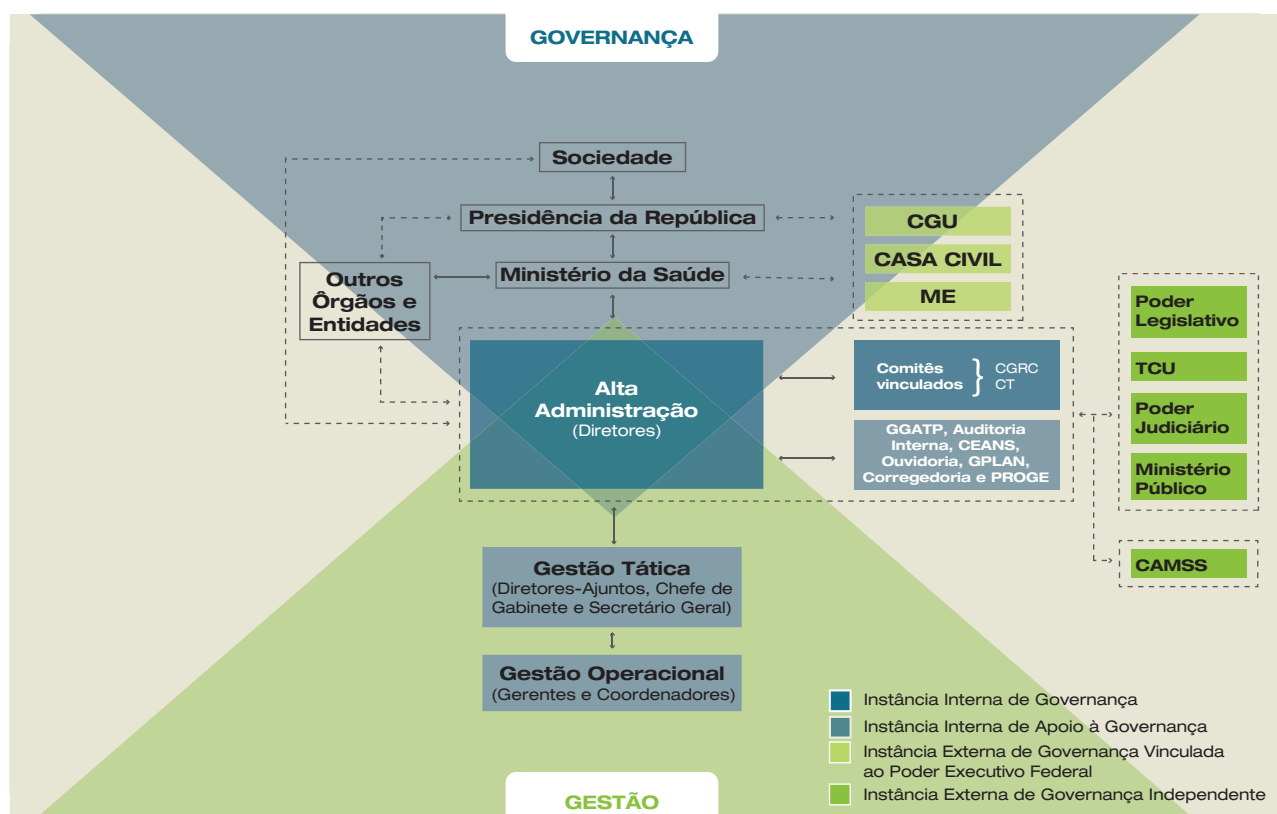 GOVERNANÇA
Sociedade
Presidência da República
Ministério da Saúde
Outros
Ôrgãos e
Entidades
CGU
CASA CIVIL
ME
Poder
Legislativo
TCU
Poder
Judiciário
Ministério
Público
CAMSS
Alta
Administração
(Diretores)
Comitês
vinculados
}
CGRC
CT
GGATP, Auditoria
Interna, CEANS,
Ouvidoria, GPLAN,
Corregedoria e PROGE
Gestão Tática
(Diretores-Ajuntos, Chefe de
Gabinete e Secretário Geral)
Gestão Operacional
(Gerentes e Coordenadores)
Instância Interna de Governança
Instância Interna de Apoio à Governança
Instância Externa de Governança Vinculada
ao Poder Executivo Federal
Instância Externa de Governança Independente
GESTÃO